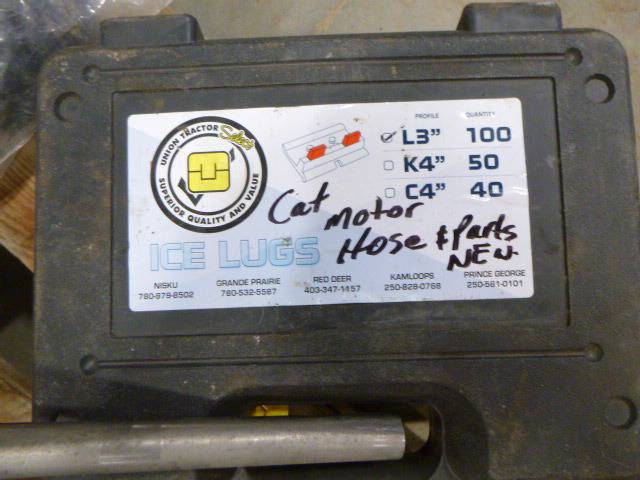 UNION TRACTOR Select
U
SUPERIOR QUALITY AND VALUE
PROFILE QUANTITY
L3" 100
K4" 50
C4" 40
Cat Motor
Hose & Parts
NEW
ICE LUGS
NISKU GRANDE PRAIRIE RED DEER KAMLOOPS PRINCE GEORGE
780-979-8502 780-532-5587 403-347-1157 250-828-0768 250-561-0101